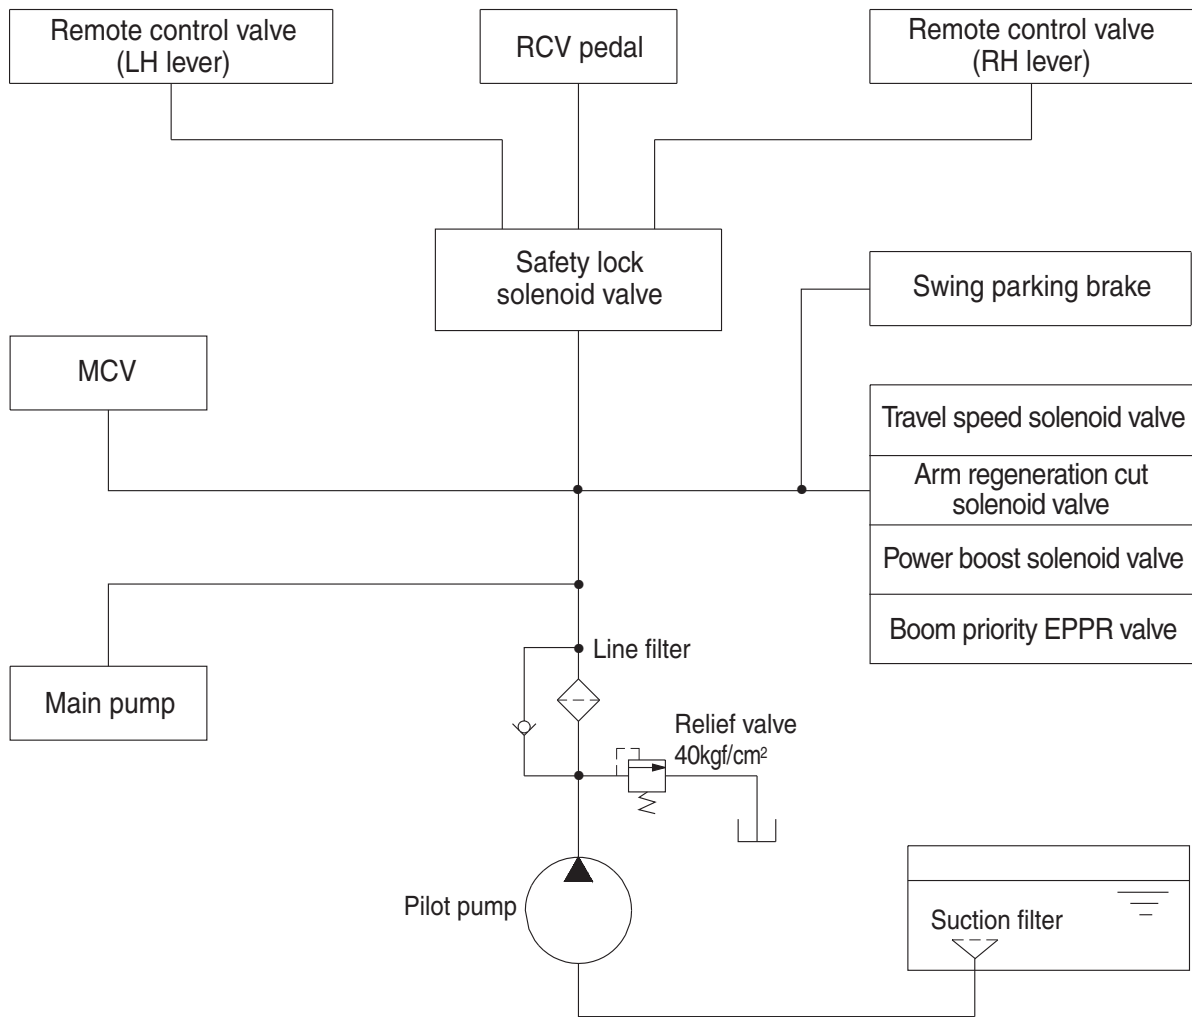 Remote control valve
(LH lever)
RCV pedal
Remote control valve
(RH lever)
Safety lock
solenoid valve
Swing parking brake
MCV
Travel speed solenoid valve
Arm regeneration cut
solenoid valve
Power boost solenoid valve
Boom priority EPPR valve
Line filter
Main pump
Relief valve
40kgf/cm²
Pilot pump
Suction filter